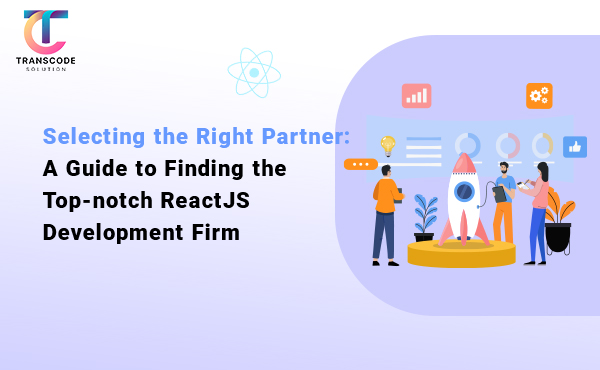 TRANSCODE
SOLUTION
Selecting the Right Partner:
A Guide to Finding the
Top-notch ReactJS
Development Firm